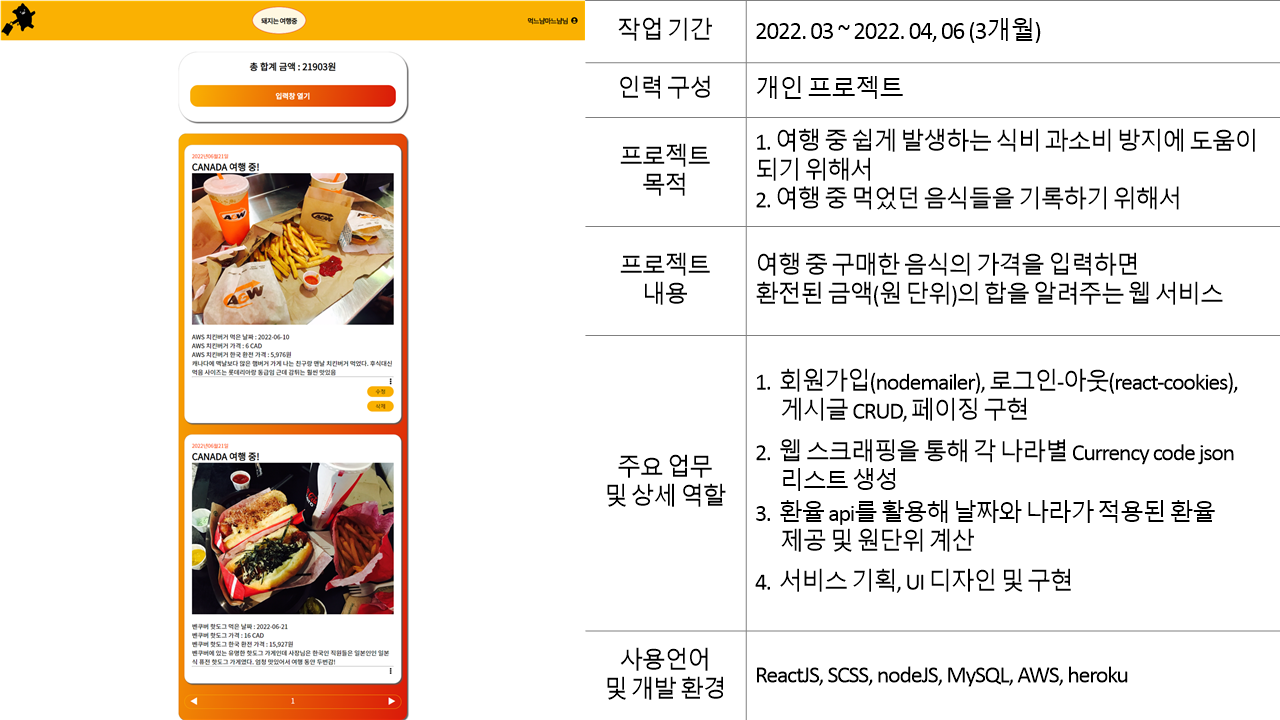 돼지는 여행중
먹느냠마느냠님
총 합계 금액 : 21903원
입력창 열기
2022년06월21일
CANADA 여행 중!
A&W
A&W
A&W
AWS 치킨버거 먹은 날짜 : 2022-06-10
AWS 치킨버거 가격 : 6 CAD
AWS 치킨버거 한국 환전 가격 : 5,976원
캐나다에 맥날보다 많은 햄버거 가게 나는 친구랑 맨날 치킨버거 먹었다. 후식대신
먹음 사이즈는 롯데리아랑 동급임 근데 감튀는 훨씬 맛있음
수정
삭제
2022년06월21일
CANADA 여행 중!
벤쿠버 핫도그 먹은 날짜 : 2022-06-21
벤쿠버 핫도그 가격 : 16 CAD
벤쿠버 핫도그 한국 환전 가격 : 15,927원
벤쿠버에 있는 유명한 핫도그 가게인데 사장님은 한국인 직원들은 일본인인 일본
식 퓨전 핫도그 가게였다. 엄청 맛있어서 여행 동안 두번감!
1
작업 기간
2022. 03 ~ 2022. 04, 06 (3개월)
인력 구성
개인 프로젝트
프로젝트
목적
1. 여행 중 쉽게 발생하는 식비 과소비 방지에 도움이
되기 위해서
2. 여행 중 먹었던 음식들을 기록하기 위해서
프로젝트
내용
여행 중 구매한 음식의 가격을 입력하면
환전된 금액(원 단위)의 합을 알려주는 웹 서비스
주요 업무
및 상세 역할
1. 회원가입(nodemailer), 로그인-아웃(react-cookies),
게시글 CRUD, 페이징 구현
2. 웹 스크래핑을 통해 각 나라별 Currency code json
리스트 생성
3. 환율 api를 활용해 날짜와 나라가 적용된 환율
제공 및 원단위 계산
4. 서비스 기획, UI 디자인 및 구현
사용언어
및 개발 환경
ReactJS, SCSS, nodeJS, MySQL, AWS, heroku